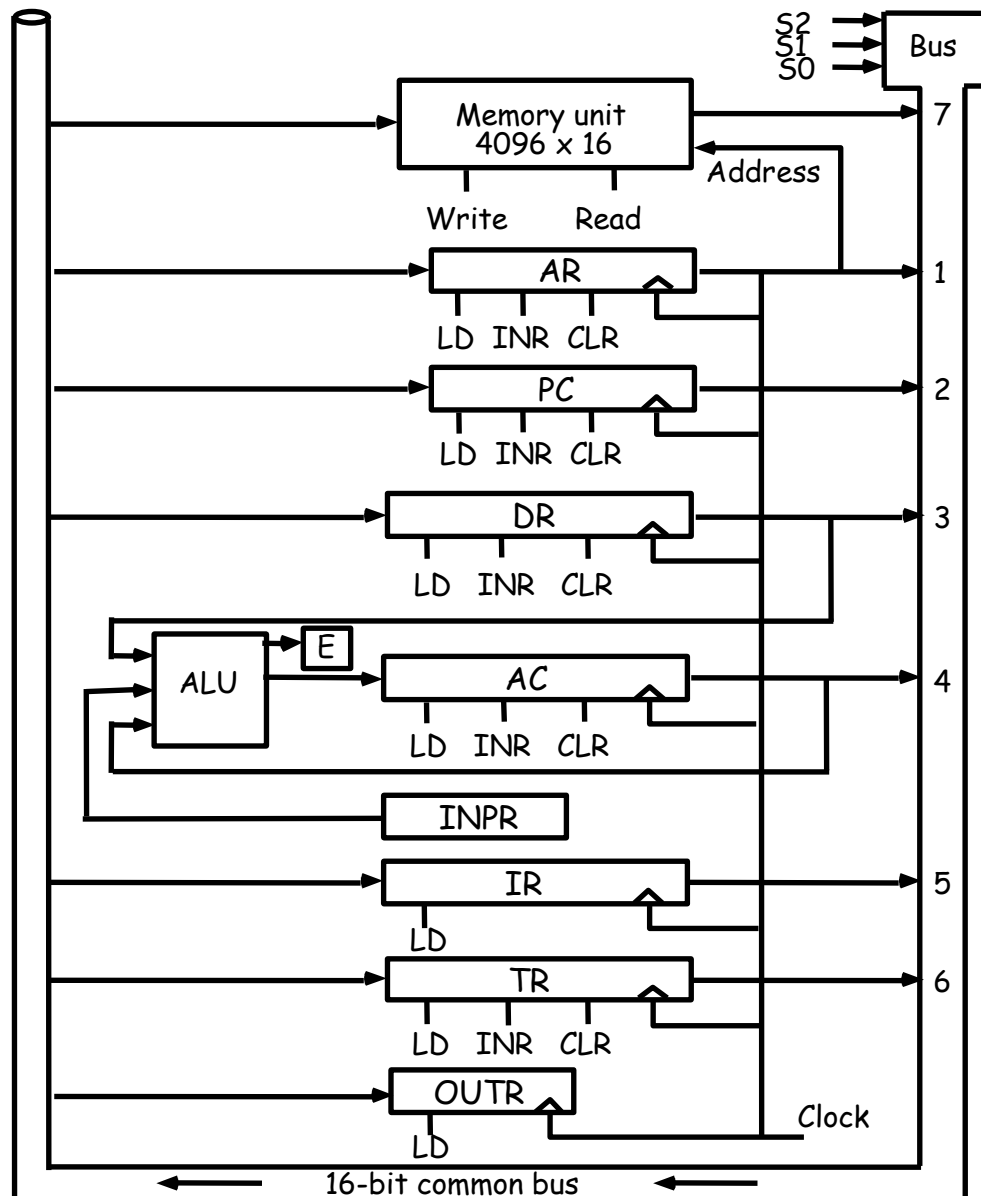 S2
S1
S0
Bus
Memory unit
4096 x 16
7
Address
Write Read
AR
1
LD INR CLR
PC
2
LD INR CLR
DR
3
LD INR CLR
E
ALU
AC
4
LD INR CLR
INPR
IR
5
LD
TR
6
LD INR CLR
OUTR
Clock
LD
16-bit common bus